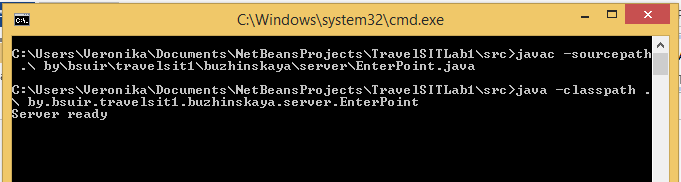 C:\Windows\system32\cmd.exe
C:\Users\Veronika\Documents\NetBeansProjects\TravelSITLab1\src>javac -sourcepath
.\ by\bsuir\travelsit1\buzhinskaya\server\EnterPoint.java
C:\Users\Veronika\Documents\NetBeansProjects\TravelSITLab1\src>java -classpath .
\ by.bsuir.travelsit1.buzhinskaya.server.EnterPoint
Server ready